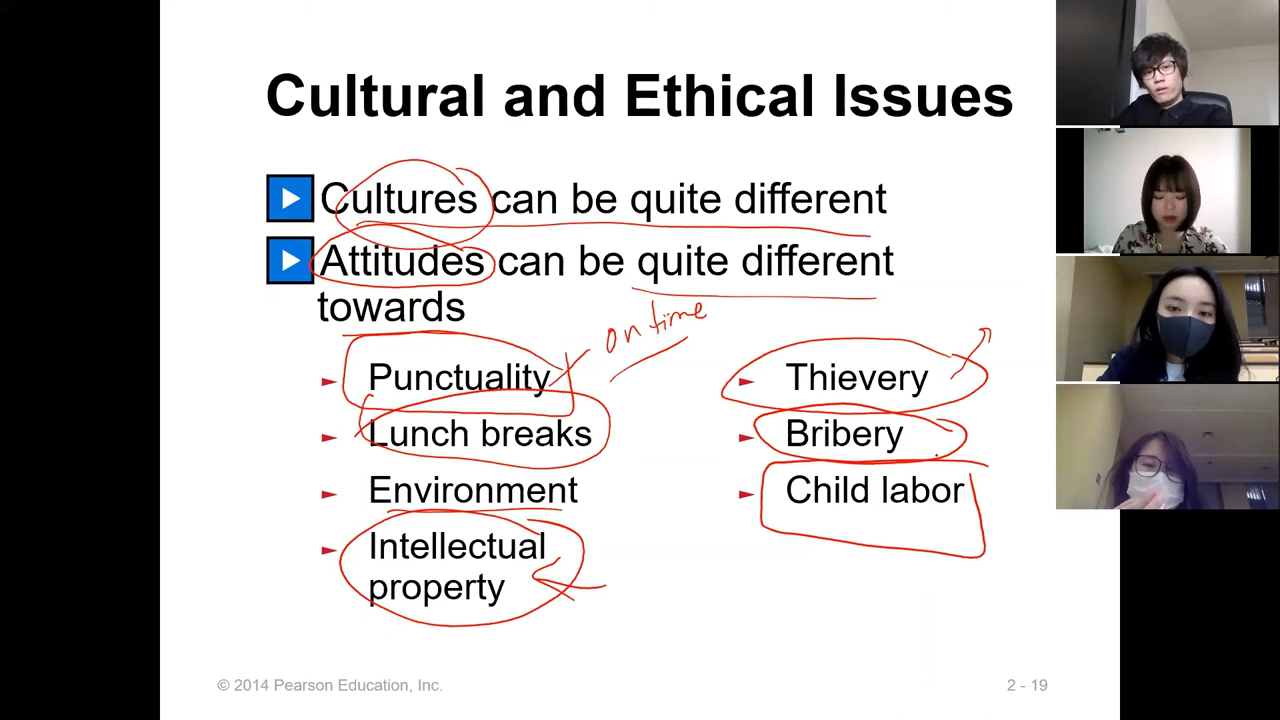 Cultural and Ethical Issues
Cultures can be quite different
Attitudes can be quite different
towards
on time
Punctuality
Lunch breaks
Environment
Intellectual
property
Thievery
Bribery
Child labor
© 2014 Pearson Education, Inc.
2 - 19